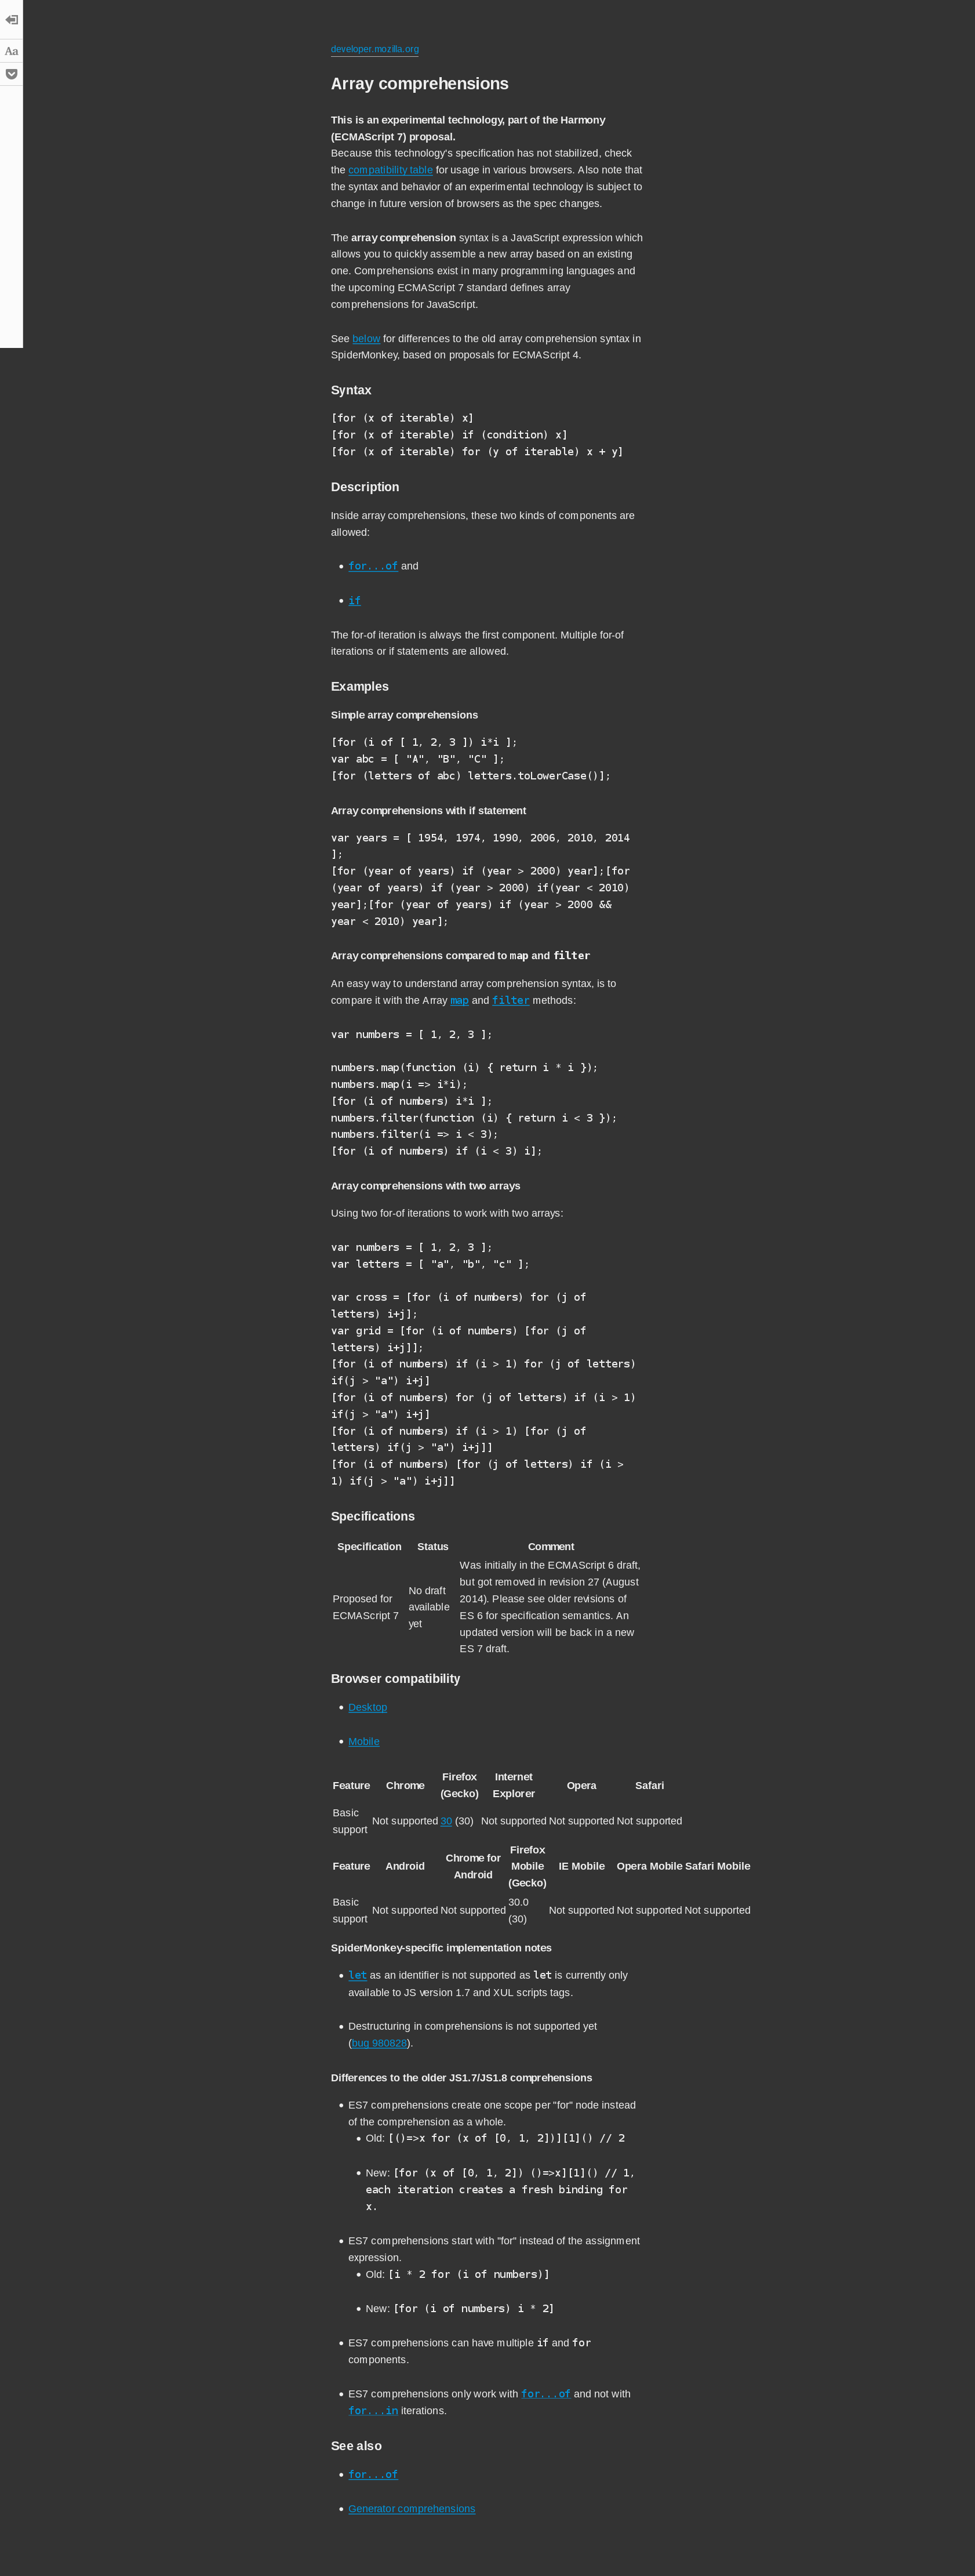 Aa
developer.mozilla.org
Array comprehensions
This is an experimental technology, part of the Harmony
(ECMAScript 7) proposal.
Because this technology's specification has not stabilized, check
the compatibility table for usage in various browsers. Also note that
the syntax and behavior of an experimental technology is subject to
change in future version of browsers as the spec changes.
The array comprehension syntax is a JavaScript expression which
allows you to quickly assemble a new array based on an existing
one. Comprehensions exist in many programming languages and
the upcoming ECMAScript 7 standard defines array
comprehensions for JavaScript.
See below for differences to the old array comprehension syntax in
SpiderMonkey, based on proposals for ECMAScript 4.
Syntax
[for (x of iterable) x]
[for (x of iterable) if (condition) x]
[for (x of iterable) for (y of iterable) x + y]
Description
Inside array comprehensions, these two kinds of components are
allowed:
• for...of and
• if
The for-of iteration is always the first component. Multiple for-of
iterations or if statements are allowed.
Examples
Simple array comprehensions
[for (i of [ 1, 2, 3 ]) i*i ];
var abc = [ "A", "B", "C" ];
[for (letters of abc) letters.toLowerCase()];
Array comprehensions with if statement
var years = [ 1954, 1974, 1990, 2006, 2010, 2014
];
[for (year of years) if (year > 2000) year];[for
(year of years) if (year > 2000) if(year < 2010)
year];[for (year of years) if (year > 2000 &&
year < 2010) year];
Array comprehensions compared to map and filter
An easy way to understand array comprehension syntax, is to
compare it with the Array map and filter methods:
var numbers = [ 1, 2, 3 ];
numbers.map(function (i) { return i * i });
numbers.map(i => i*i);
[for (i of numbers) i*i ];
numbers.filter(function (i) { return i < 3 });
numbers.filter(i => i < 3);
[for (i of numbers) if (i < 3) i];
Array comprehensions with two arrays
Using two for-of iterations to work with two arrays:
var numbers = [ 1, 2, 3 ];
var letters = [ "a", "b", "c" ];
var cross = [for (i of numbers) for (j of
letters) i+j];
var grid = [for (i of numbers) [for (j of
letters) i+j]];
[for (i of numbers) if (i > 1) for (j of letters)
if(j > "a") i+j]
[for (i of numbers) for (j of letters) if (i > 1)
if(j > "a") i+j]
[for (i of numbers) if (i > 1) [for (j of
letters) if(j > "a") i+j]]
[for (i of numbers) [for (j of letters) if (i >
1) if(j > "a") i+j]]
Specifications
Specification Status Comment
Proposed for
ECMAScript 7
No draft
available
yet
Was initially in the ECMAScript 6 draft,
but got removed in revision 27 (August
2014). Please see older revisions of
ES 6 for specification semantics. An
updated version will be back in a new
ES 7 draft.
Browser compatibility
• Desktop
• Mobile
Feature Chrome Firefox (Gecko) Internet Explorer Opera Safari
Basic support Not supported 30 (30) Not supported Not supported Not supported
Feature Android Chrome for Android Firefox Mobile (Gecko) IE Mobile Opera Mobile Safari Mobile
Basic support Not supported Not supported 30.0 (30) Not supported Not supported Not supported
SpiderMonkey-specific implementation notes
• let as an identifier is not supported as let is currently only
available to JS version 1.7 and XUL scripts tags.
• Destructuring in comprehensions is not supported yet
(bug 980828).
Differences to the older JS1.7/JS1.8 comprehensions
• ES7 comprehensions create one scope per "for" node instead
of the comprehension as a whole.
• Old: [()=>x for (x of [0, 1, 2])][1]() // 2
• New: [for (x of [0, 1, 2]) ()=>x][1]() // 1,
each iteration creates a fresh binding for
x.
• ES7 comprehensions start with "for" instead of the assignment
expression.
• Old: [i * 2 for (i of numbers)]
• New: [for (i of numbers) i * 2]
• ES7 comprehensions can have multiple if and for
components.
• ES7 comprehensions only work with for...of and not with
for...in iterations.
See also
• for...of
• Generator comprehensions